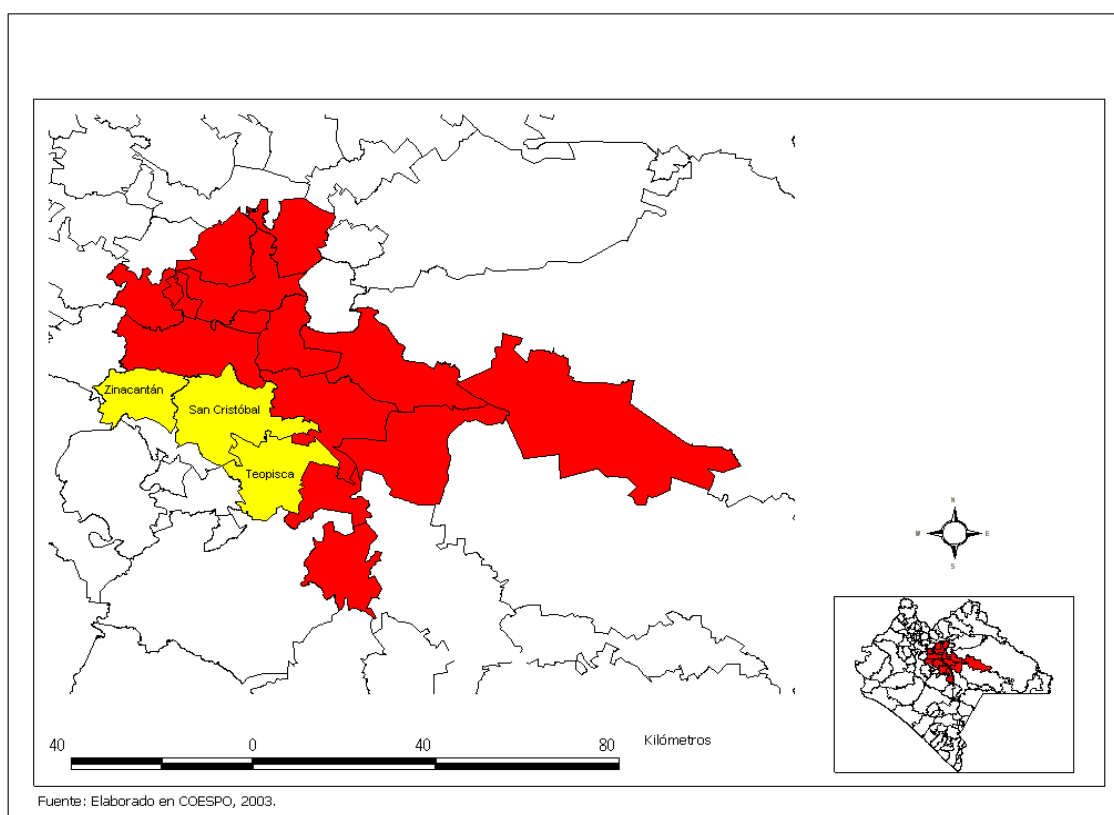 Zinacantán
San Cristóbal
Teopisca
N
W
E
S
40
0
40
80
Kilómetros
Fuente: Elaborado en COESPO, 2003.